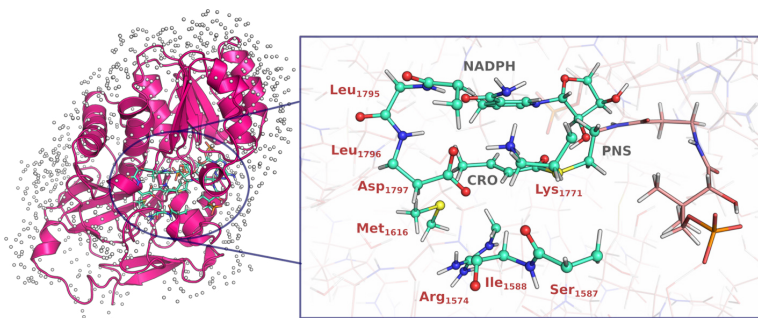 NADPH
Leu1795
Leu1796
PNS
CRO
Lys1771
Asp1797
Met1616
Arg1574
Ile1588
Ser1587